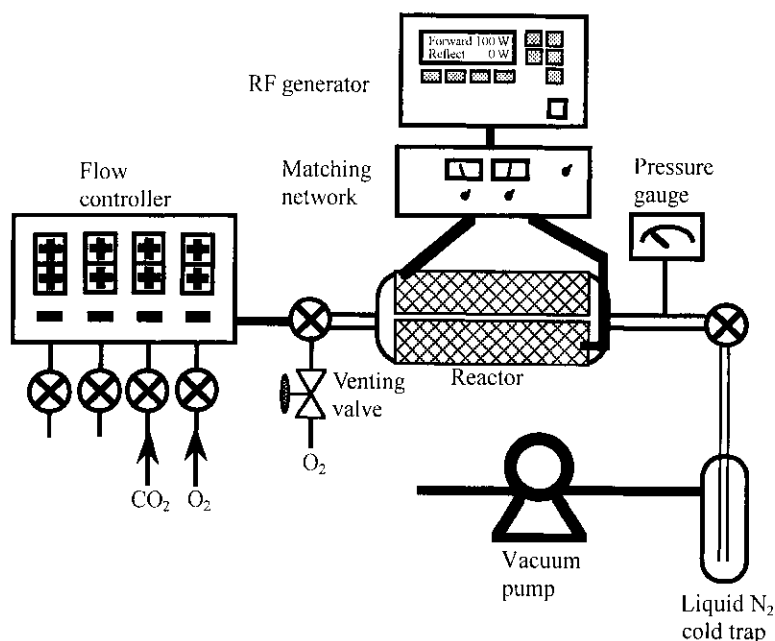 Forward 100 W
Reflect 0 W
RF generator
Matching
network
Flow
controller
Pressure
gauge
Reactor
Venting
valve
O₂
CO₂ O₂
Vacuum
pump
Liquid N₂
cold trap